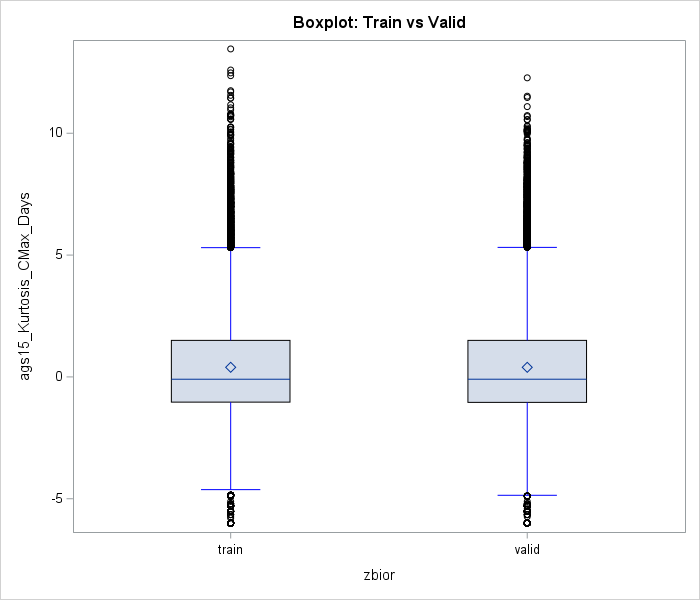 Boxplot: Train vs Valid
ags15_Kurtosis_CMax_Days
10
5
0
-5
train
valid
zbior